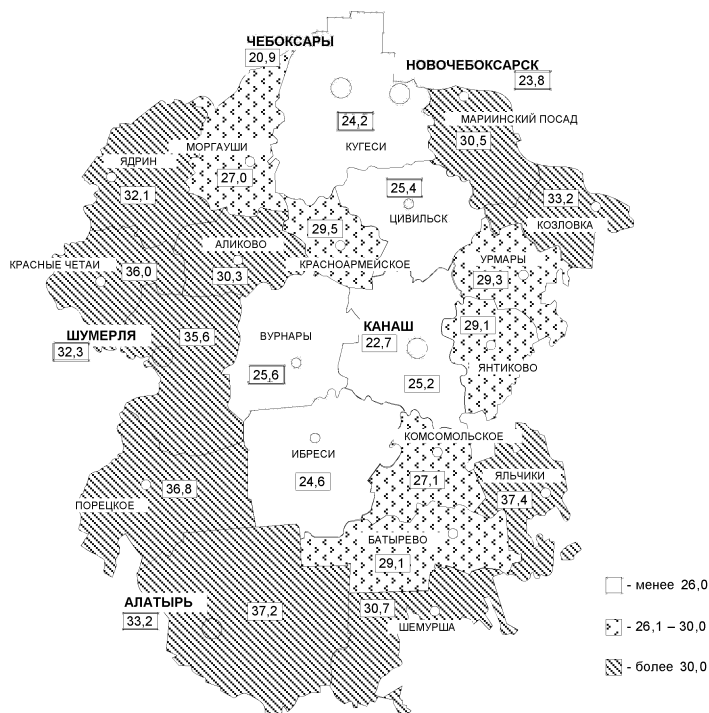 ЧЕБОКСАРЫ
20,9
НОВОЧЕБОКСАРСК
23,8
24,2
КУГЕСИ
МАРИИНСКИЙ ПОСАД
30,5
МОРГАУШИ
27,0
ЯДРИН
32,1
25,4
ЦИВИЛЬСК
33,2
КОЗЛОВКА
29,5
КРАСНОАРМЕЙСКОЕ
АЛИКОВО
30,3
КРАСНЫЕ ЧЕТАИ
36,0
УРМАРЫ
29,3
29,1
ЯНТИКОВО
ШУМЕРЛЯ
32,3
35,6
ВУРНАРЫ
25,6
КАНАШ
22,7
25,2
ИБРЕСИ
24,6
КОМСОМОЛЬСКОЕ
27,1
ЯЛЬЧИКИ
37,4
36,8
ПОРЕЦКОЕ
БАТЫРЕВО
29,1
АЛАТЫРЬ
33,2
37,2
30,7
ШЕМУРША
- менее 26,0
- 26,1 – 30,0
- более 30,0